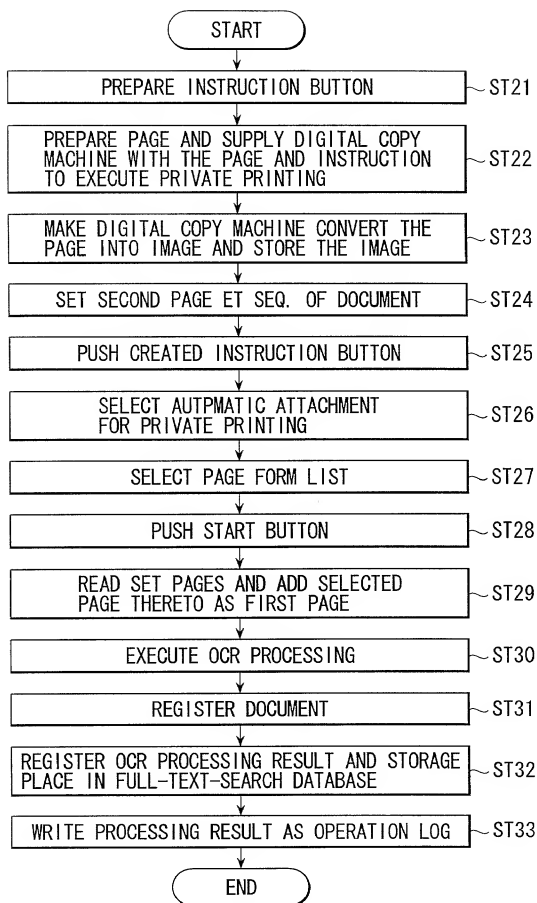 START
PREPARE INSTRUCTION BUTTON
ST21
PREPARE PAGE AND SUPPLY DIGITAL COPY
MACHINE WITH THE PAGE AND INSTRUCTION
TO EXECUTE PRIVATE PRINTING
ST22
MAKE DIGITAL COPY MACHINE CONVERT THE
PAGE INTO IMAGE AND STORE THE IMAGE
ST23
SET SECOND PAGE ET SEQ. OF DOCUMENT
ST24
PUSH CREATED INSTRUCTION BUTTON
ST25
SELECT AUTPMATIC ATTACHMENT
FOR PRIVATE PRINTING
ST26
SELECT PAGE FORM LIST
ST27
PUSH START BUTTON
ST28
READ SET PAGES AND ADD SELECTED
PAGE THERETO AS FIRST PAGE
ST29
EXECUTE OCR PROCESSING
ST30
REGISTER DOCUMENT
ST31
REGISTER OCR PROCESSING RESULT AND STORAGE
PLACE IN FULL-TEXT-SEARCH DATABASE
ST32
WRITE PROCESSING RESULT AS OPERATION LOG
ST33
END